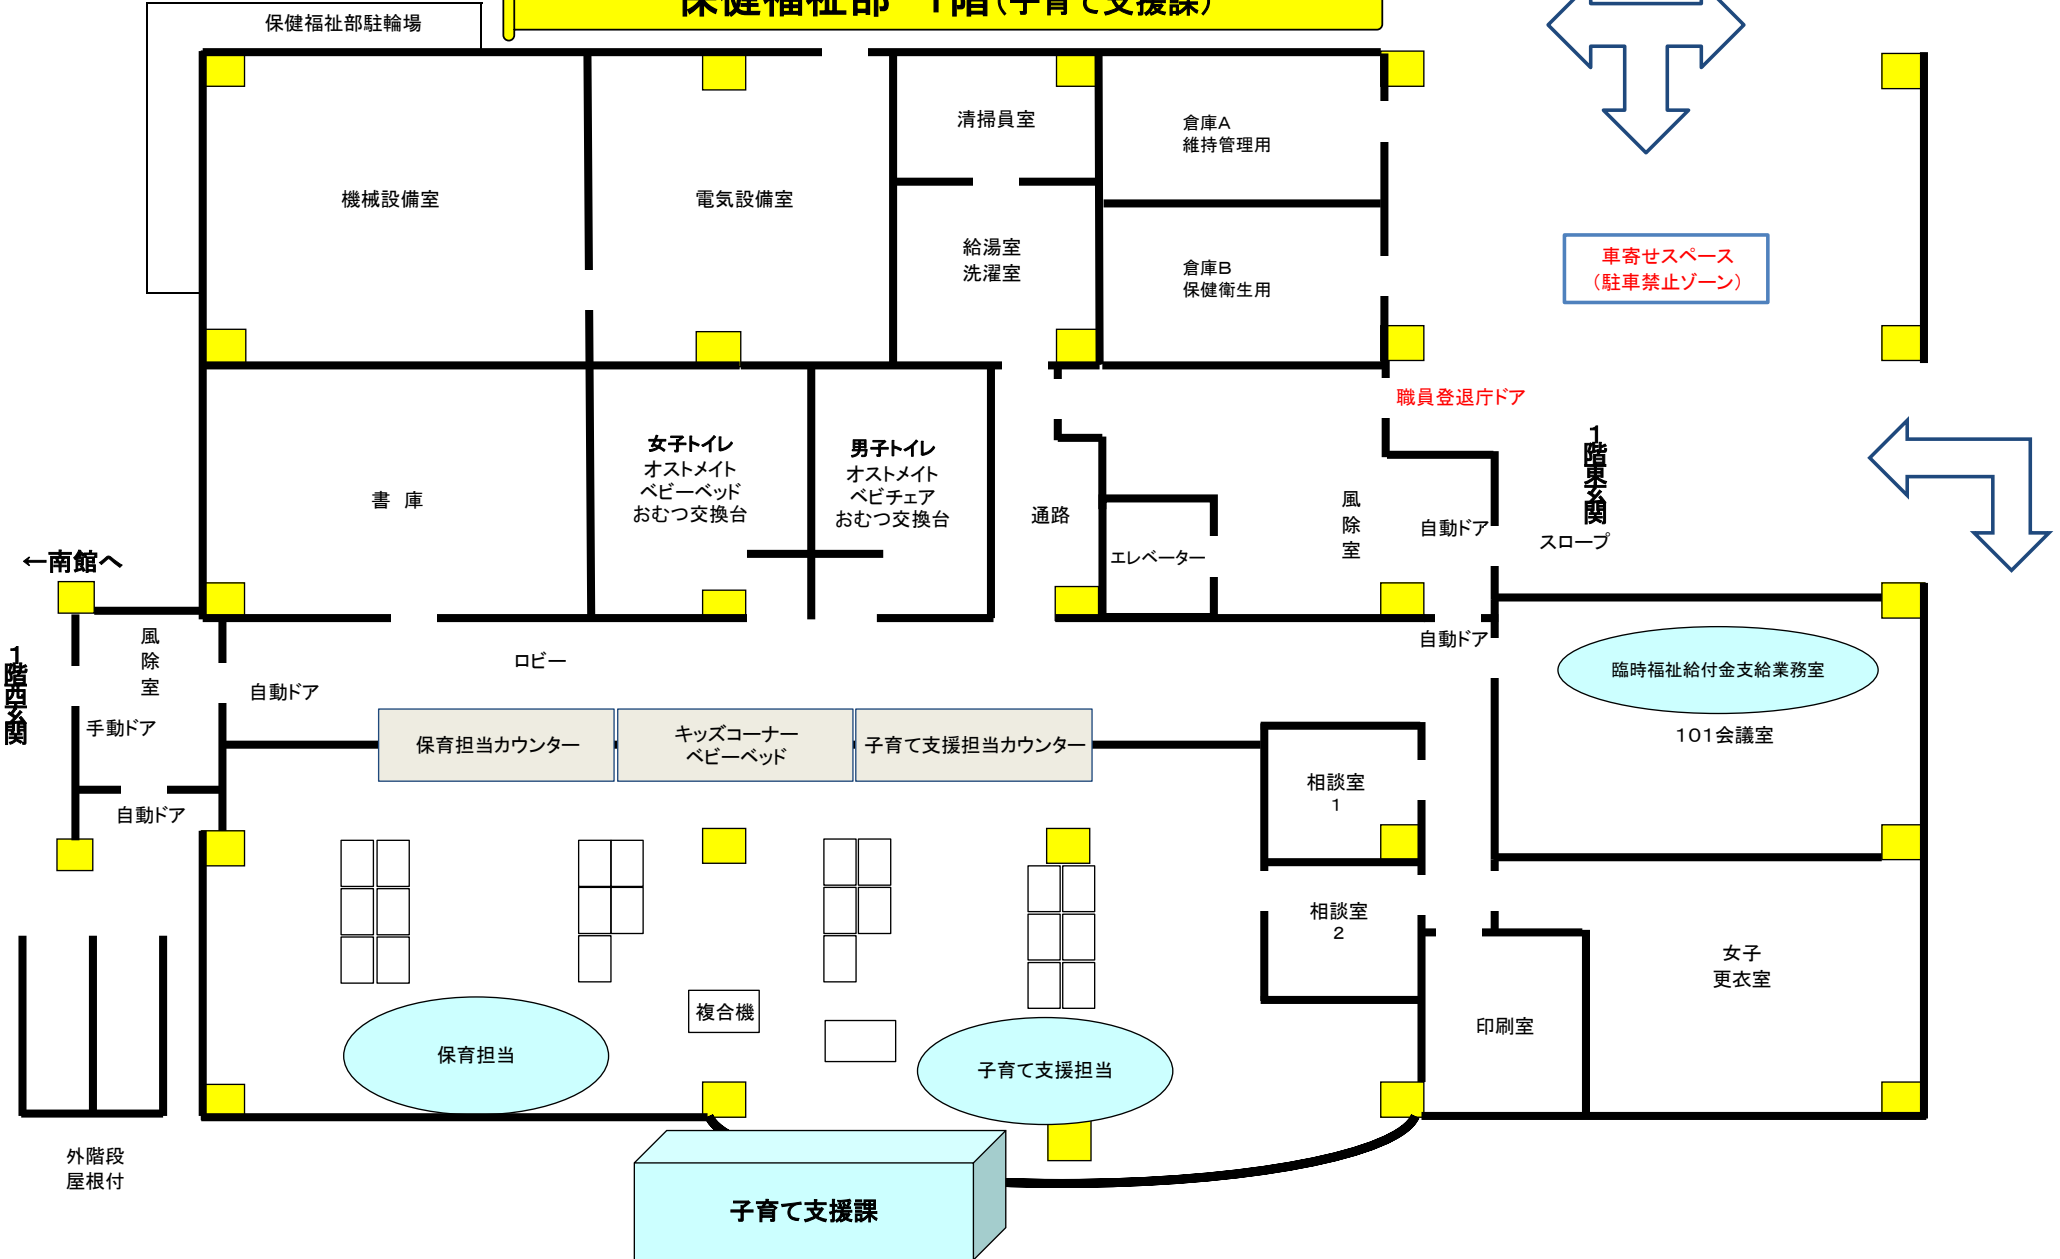 保健福祉部　1階(子育て支援課)
保健福祉部駐輪場
清掃員室
倉庫A
維持管理用
機械設備室
電気設備室
給湯室
洗濯室
倉庫B
保健衛生用
車寄せスペース
（駐車禁止ゾーン）
職員登退庁ドア
女子トイレ
オストメイト
ベビーベッド
おむつ交換台
男子トイレ
オストメイト
ベビチェア
おむつ交換台
書　庫
通路
エレベーター
風除室
自動ドア
1階東玄関
スロープ
←南館へ
風除室
1階西玄関
手動ドア
自動ドア
自動ドア
ロビー
自動ドア
臨時福祉給付金支給業務室
101会議室
保育担当カウンター
キッズコーナー
ベビーベッド
子育て支援担当カウンター
相談室
1
相談室
2
女子
更衣室
印刷室
複合機
保育担当
子育て支援担当
外階段
屋根付
子育て支援課